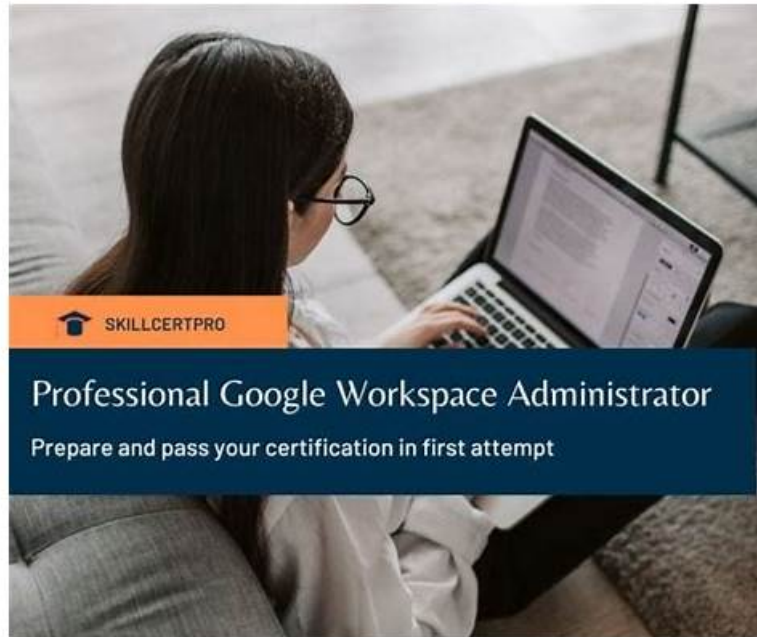 SKILLCERTPRO
Professional Google Workspace Administrator
Prepare and pass your certification in first attempt